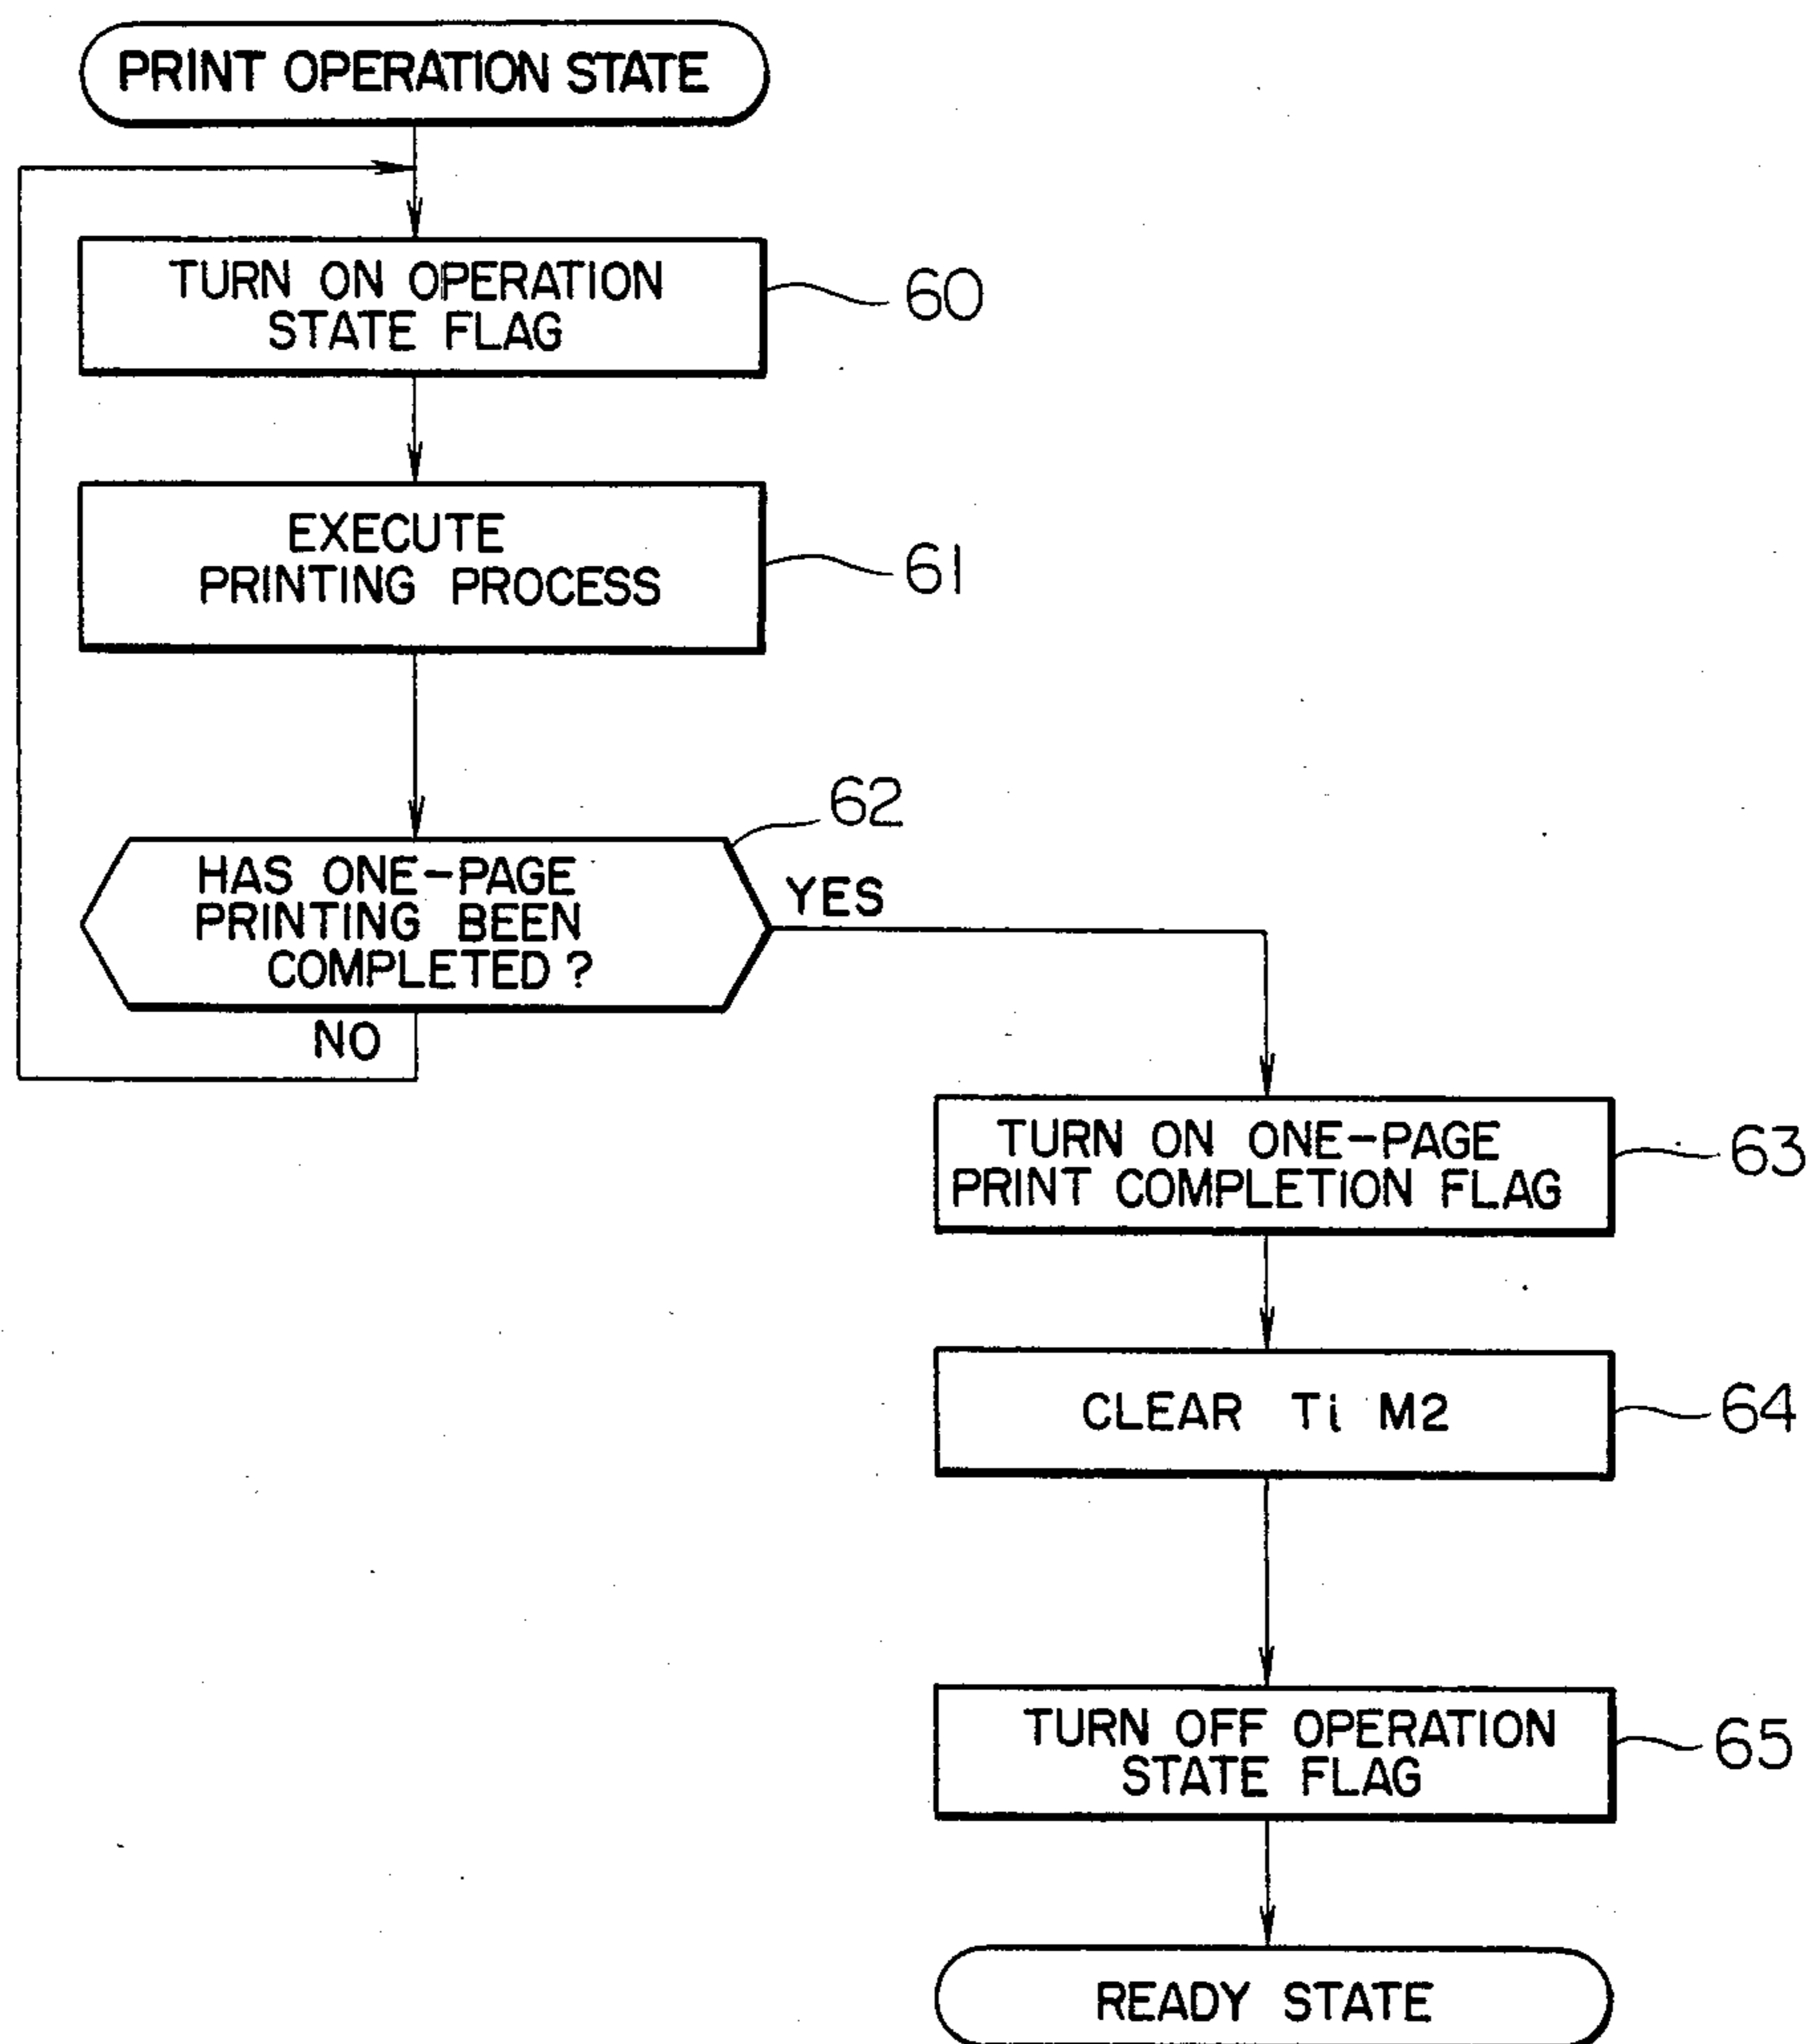 PRINT OPERATION STATE
TURN ON OPERATION
STATE FLAG
60
EXECUTE
PRINTING PROCESS
61
62
HAS ONE-PAGE
PRINTING BEEN
COMPLETED?
YES
NO
TURN ON ONE-PAGE
PRINT COMPLETION FLAG
63
CLEAR Ti M2
64
TURN OFF OPERATION
STATE FLAG
65
READY STATE